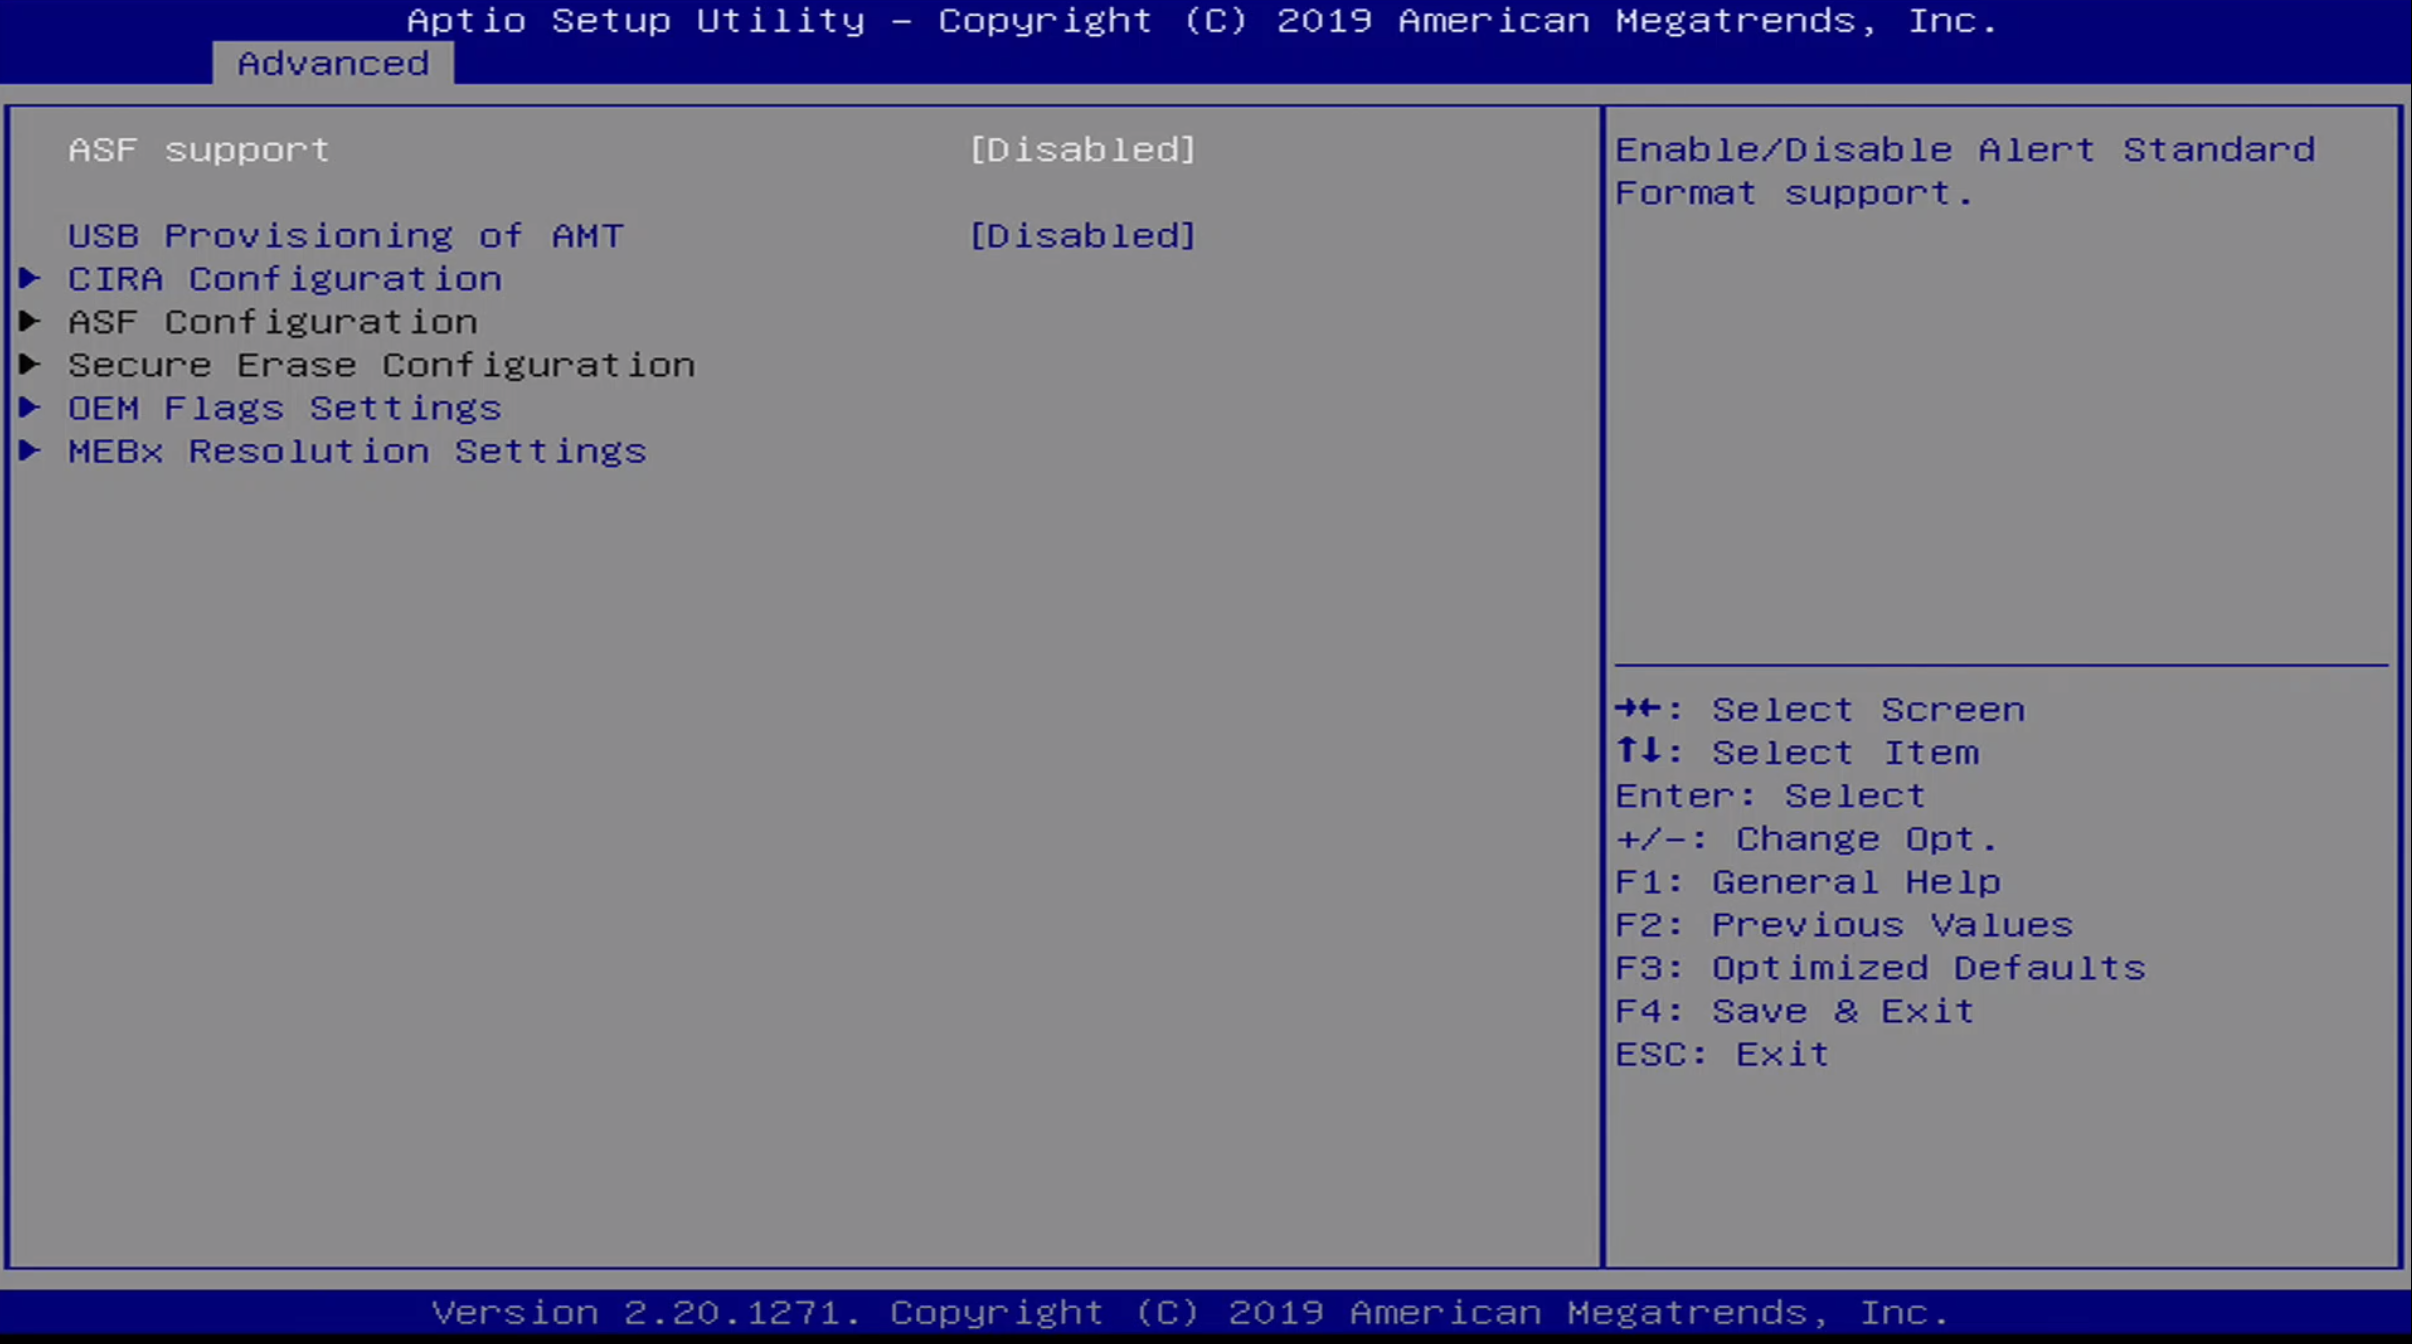 Aptio Setup Utility – Copyright (C) 2019 American Megatrends, Inc.
Advanced
ASF support [Disabled]
USB Provisioning of AMT [Disabled]
► CIRA Configuration
► ASF Configuration
► Secure Erase Configuration
► OEM Flags Settings
► MEBx Resolution Settings
Enable/Disable Alert Standard
Format support.
→←: Select Screen
↑↓: Select Item
Enter: Select
+/-: Change Opt.
F1: General Help
F2: Previous Values
F3: Optimized Defaults
F4: Save & Exit
ESC: Exit
Version 2.20.1271. Copyright (C) 2019 American Megatrends, Inc.